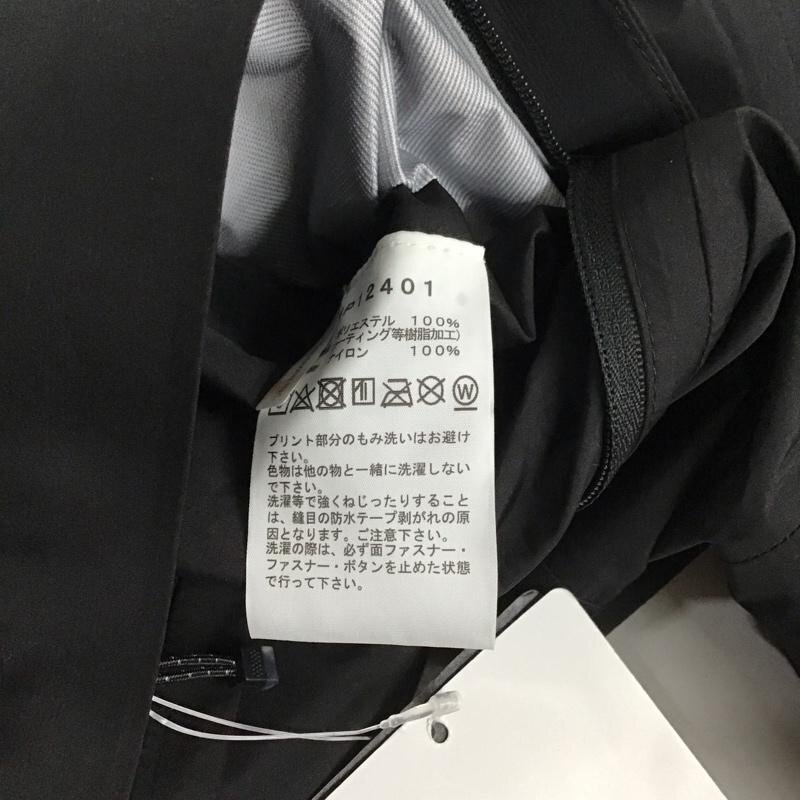 P12401
ポリエステル 100%
ーティング等樹脂加工)
イロン 100%
W
プリント部分のもみ洗いはお避け
下さい。
色物は他の物と一緒に洗濯しない
で下さい。
洗濯等で強くねじったりすること
は、縫目の防水テープ剥がれの原
因となります。ご注意下さい。
洗濯の際は、必ず面ファスナー・
ファスナー・ボタンを止めた状態
で行って下さい。